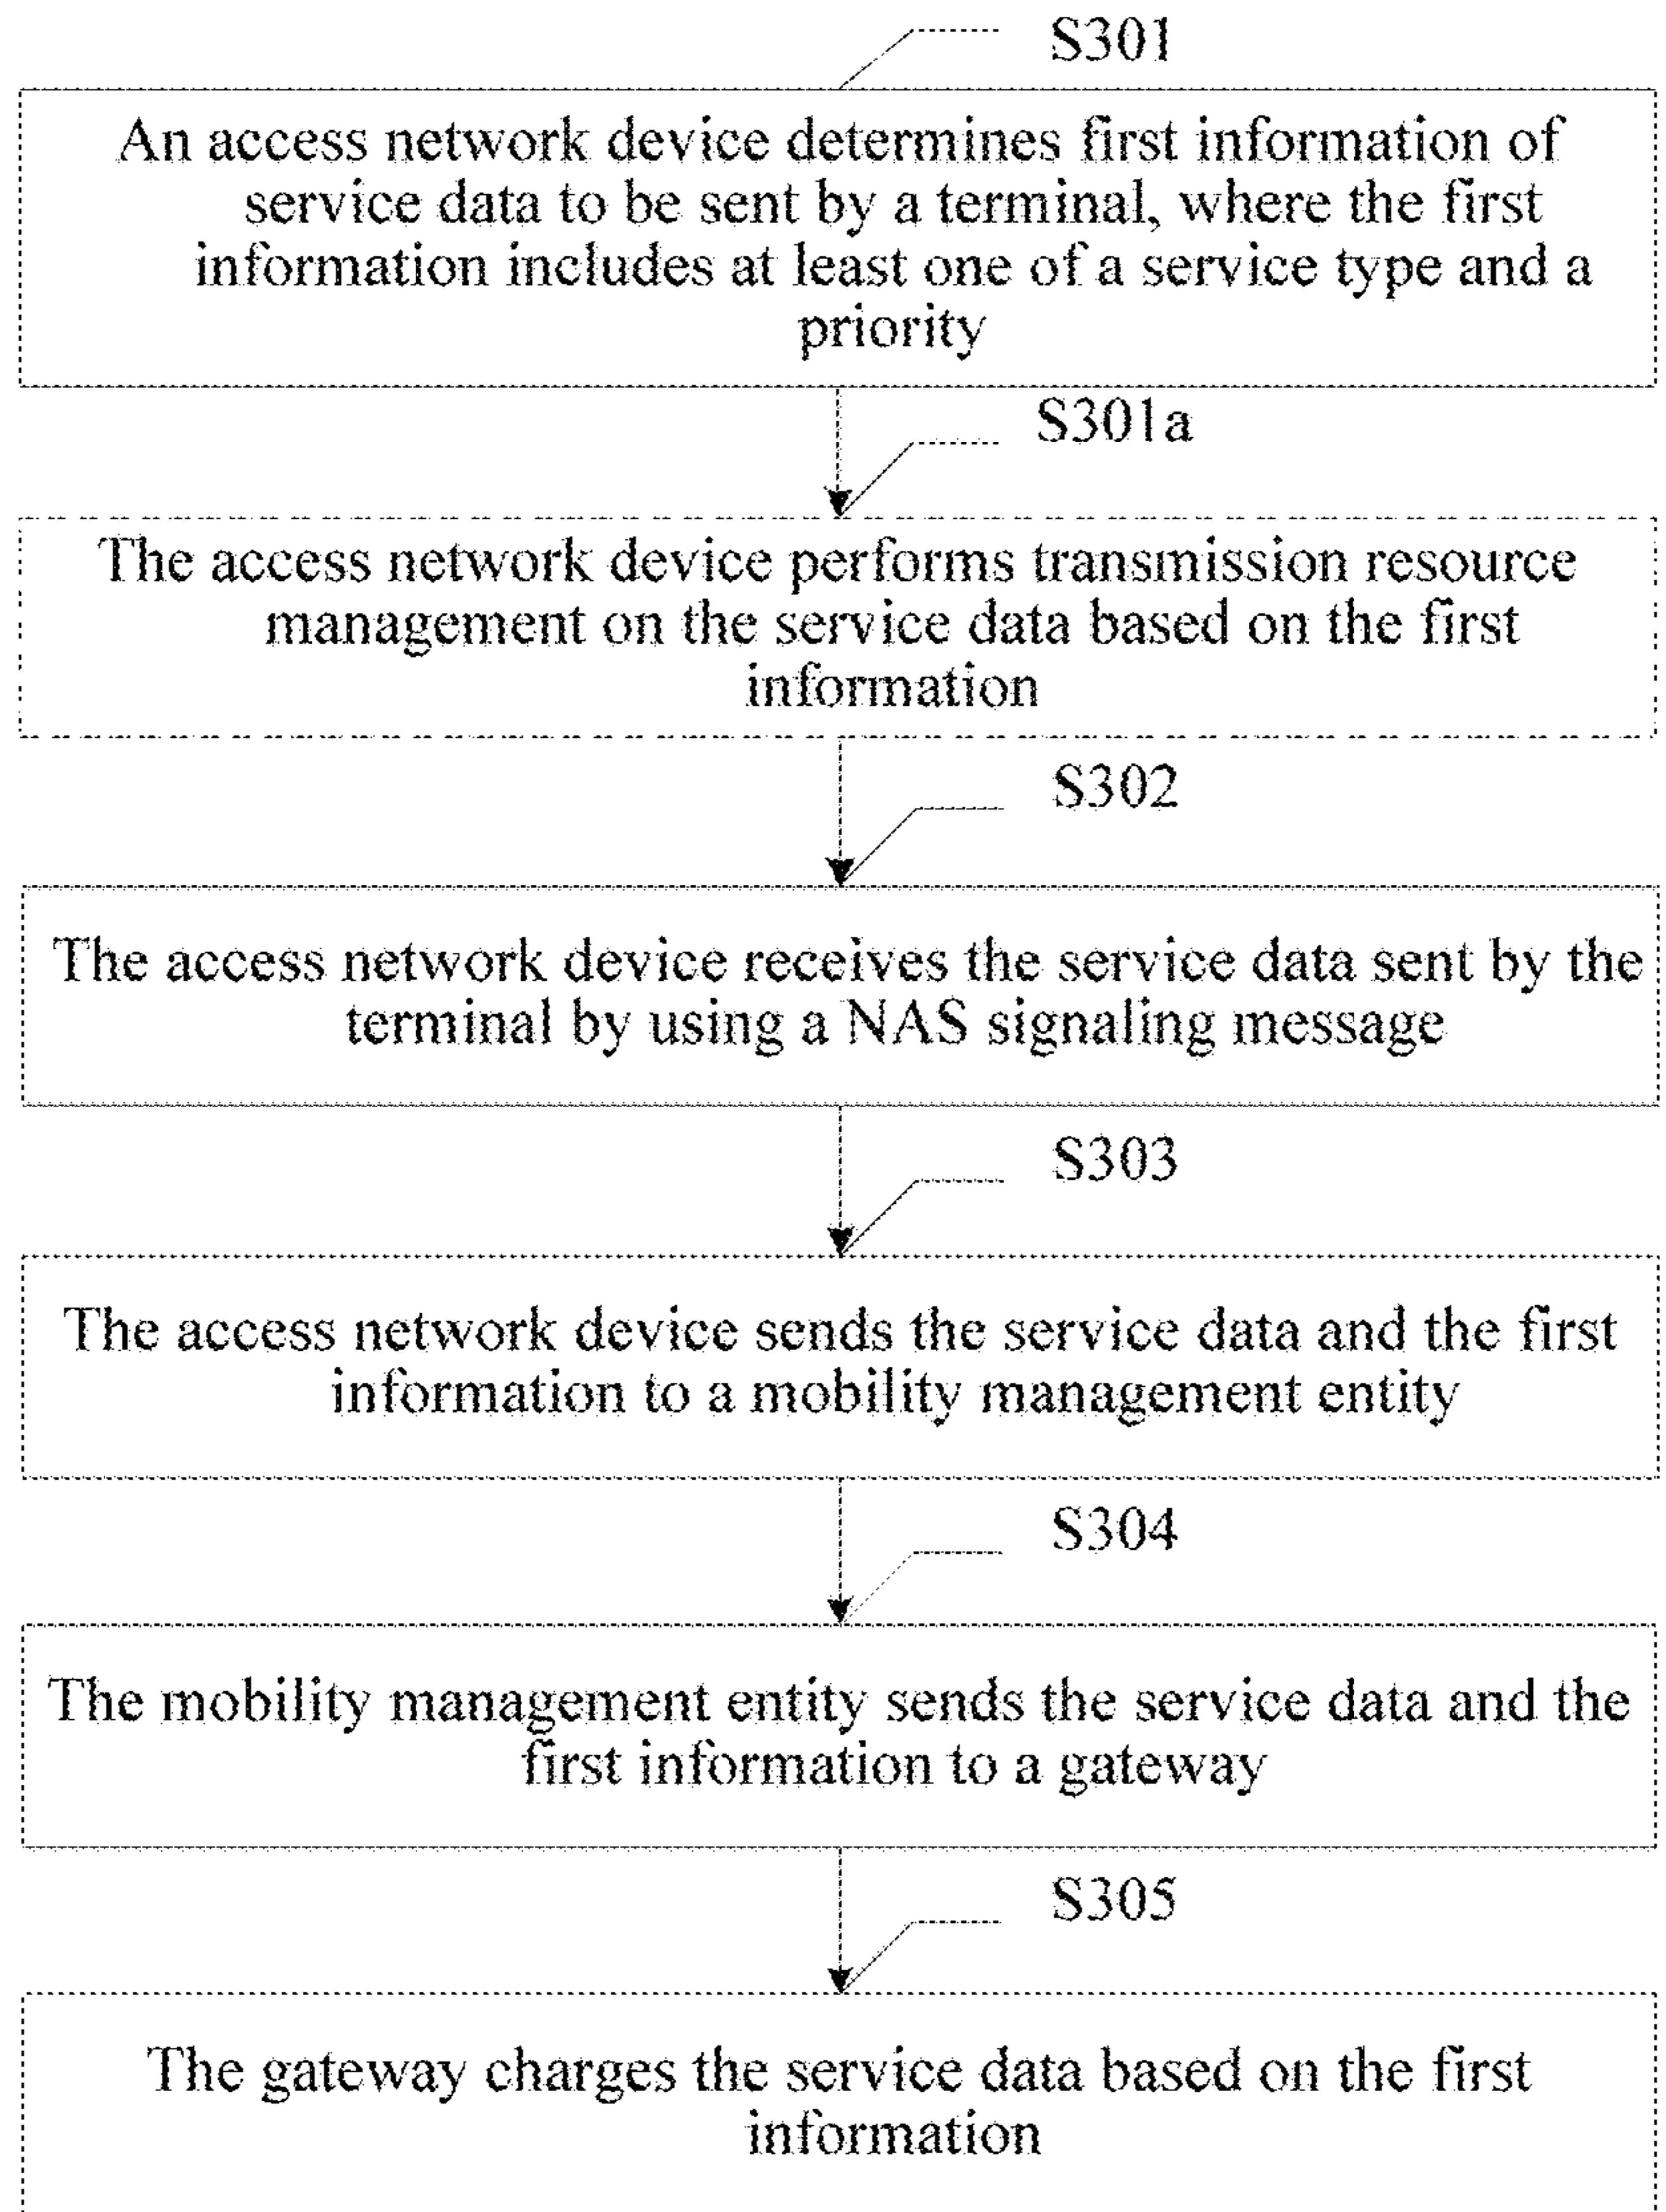 S301
An access network device determines first information of
service data to be sent by a terminal, where the first
information includes at least one of a service type and a
priority
S301a
The access network device performs transmission resource
management on the service data based on the first
information
S302
The access network device receives the service data sent by the
terminal by using a NAS signaling message
S303
The access network device sends the service data and the first
information to a mobility management entity
S304
The mobility management entity sends the service data and the
first information to a gateway
S305
The gateway charges the service data based on the first
information